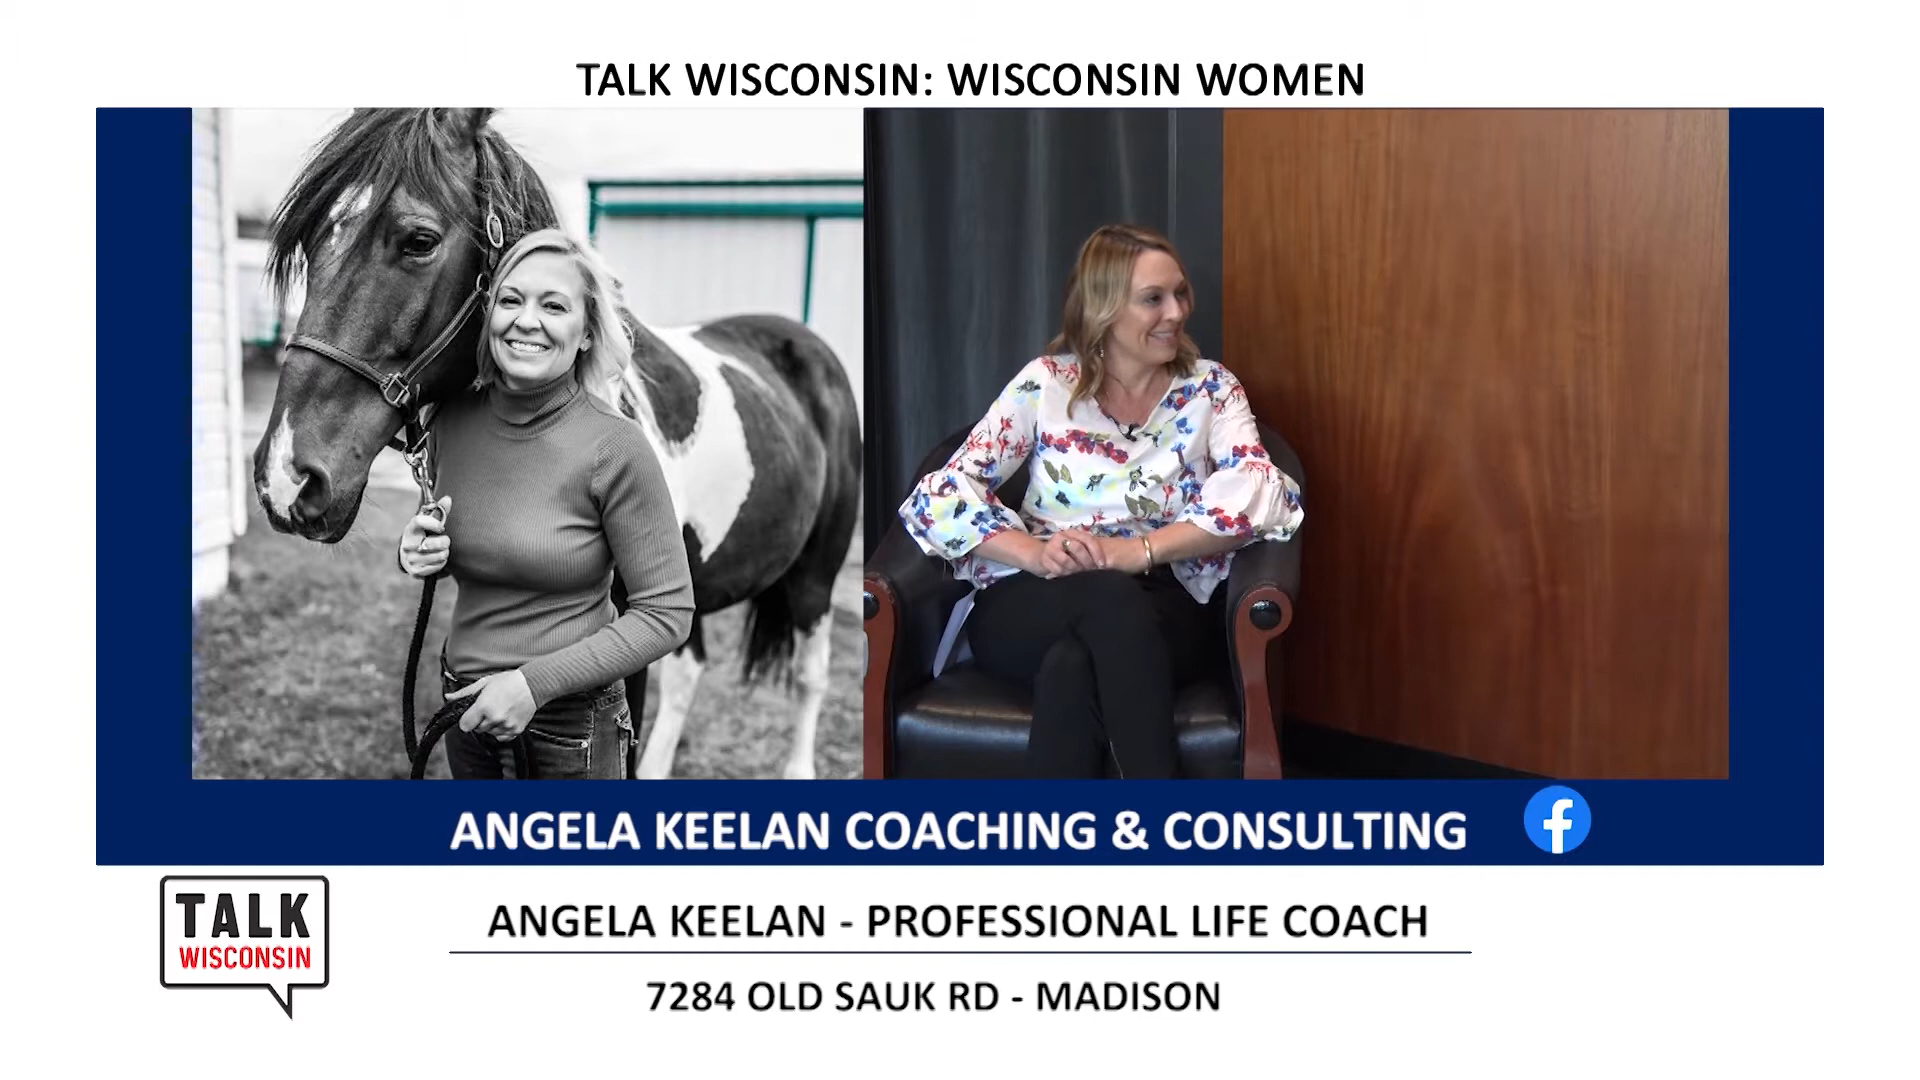 TALK WISCONSIN: WISCONSIN WOMEN
ANGELA KEELAN COACHING & CONSULTING
TALK
WISCONSIN
ANGELA KEELAN - PROFESSIONAL LIFE COACH
7284 OLD SAUK RD - MADISON